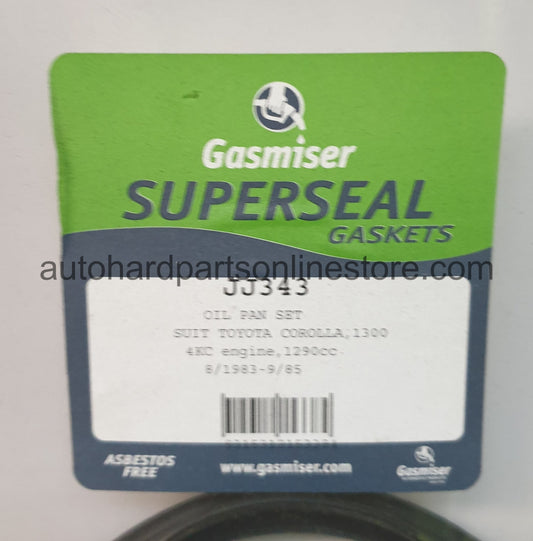 Gasmiser
SUPERSEAL
GASKETS
autohardpartsonlinestore.com
JJ343
OIL PAN SET
SUIT TOYOTA COROLLA,1300
4KC engine,1290cc
8/1983-9/85
ASBESTOS
FREE
www.gasmiser.com
Gasmiser